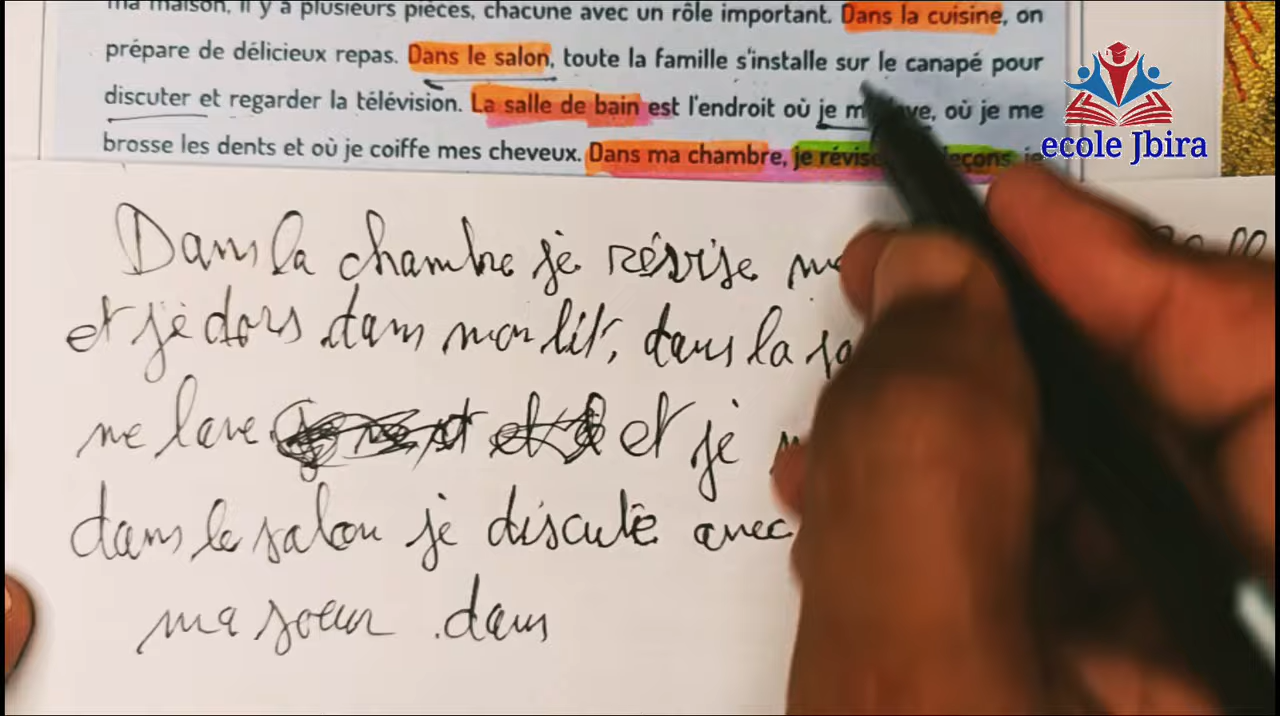 ma maison, il y a plusieurs pièces, chacune avec un rôle important. Dans la cuisine, on
prépare de délicieux repas. Dans le salon, toute la famille s'installe sur le canapé pour
discuter et regarder la télévision. La salle de bain est l'endroit où je me lave, où je me
brosse les dents et où je coiffe mes cheveux. Dans ma chambre, je révise leçons, je
ecole Jbira
Dans la chambre je révise
et je dors dans mon lit, dans la
me lave et je
dans le salon je discute avec
ma soeur . dans